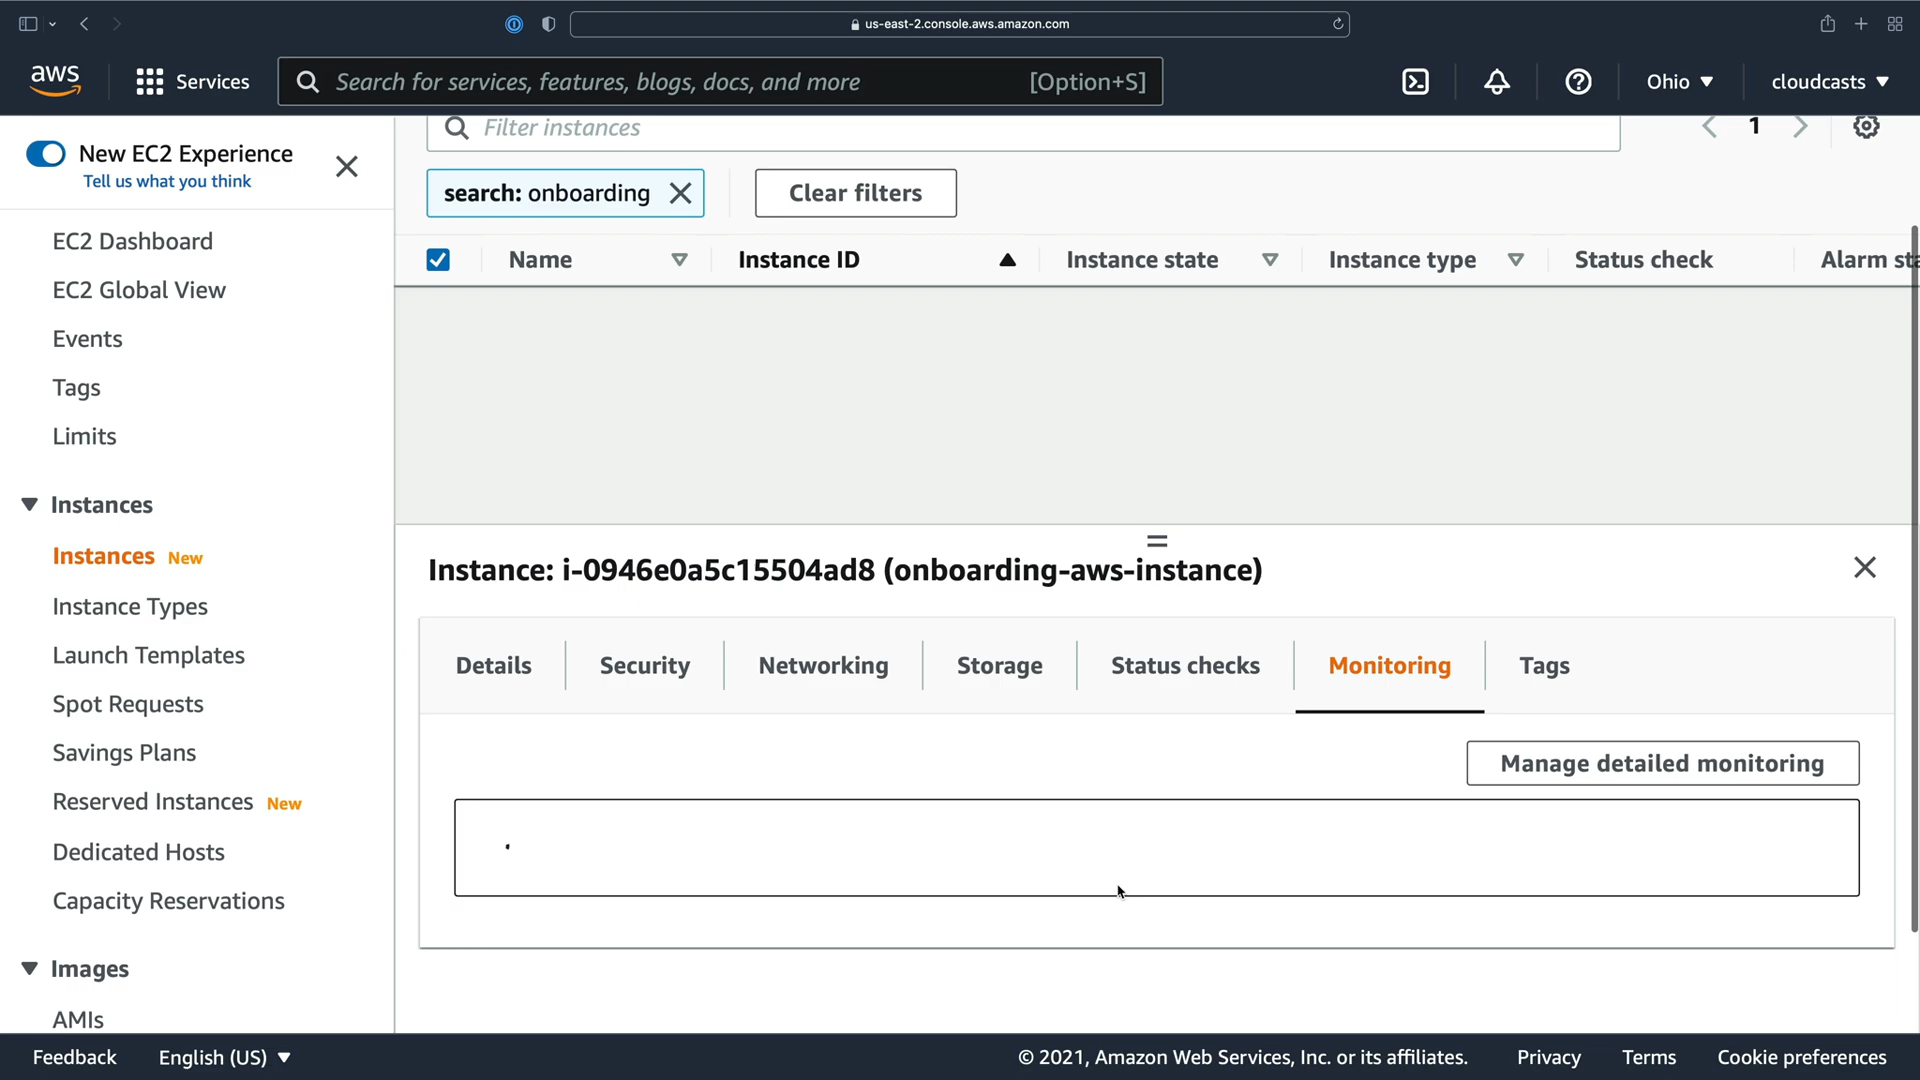 us-east-2.console.aws.amazon.com
aws
Services
Search for services, features, blogs, docs, and more
[Option+S]
Ohio
cloudcasts
New EC2 Experience
Tell us what you think
EC2 Dashboard
EC2 Global View
Events
Tags
Limits
Instances
Instances New
Instance Types
Launch Templates
Spot Requests
Savings Plans
Reserved Instances New
Dedicated Hosts
Capacity Reservations
Images
AMIs
Filter instances
1
search: onboarding
Clear filters
Name
Instance ID
Instance state
Instance type
Status check
Alarm sta
Instance: i-0946e0a5c15504ad8 (onboarding-aws-instance)
Details
Security
Networking
Storage
Status checks
Monitoring
Tags
Manage detailed monitoring
Feedback
English (US)
© 2021, Amazon Web Services, Inc. or its affiliates.
Privacy
Terms
Cookie preferences